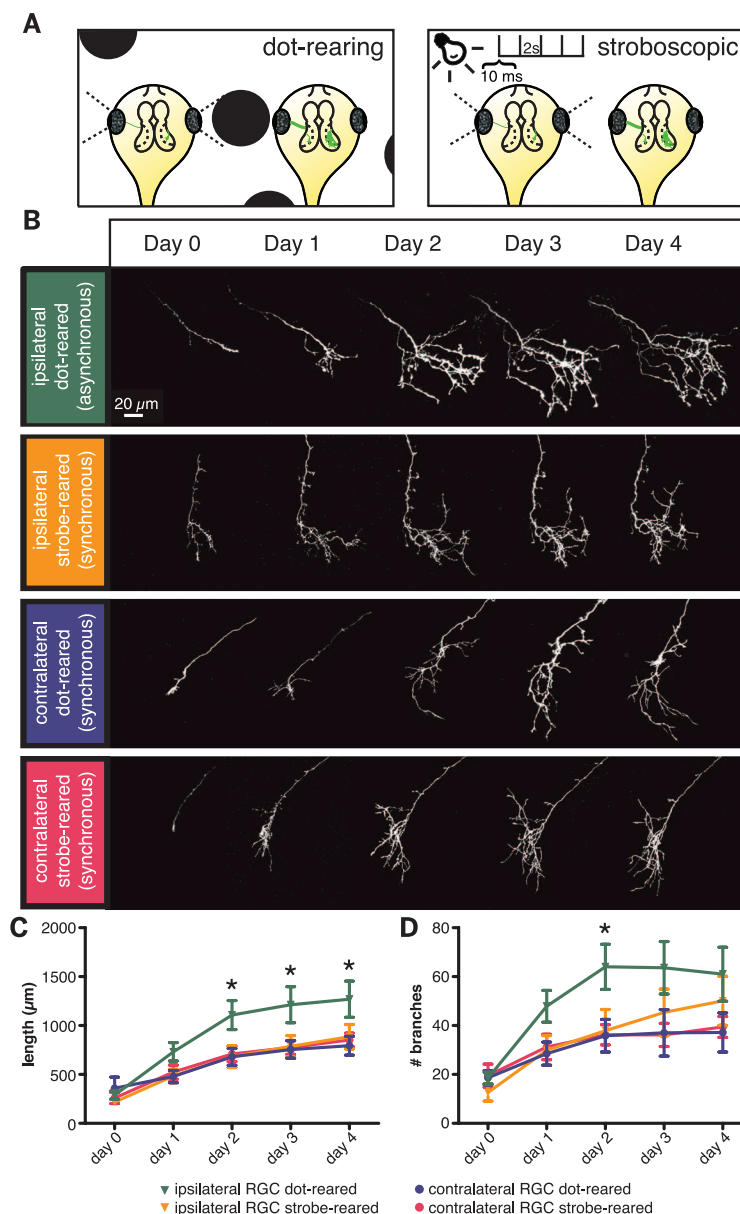 A
dot-rearing
stroboscopic
2s
10 ms
B
Day 0 Day 1 Day 2 Day 3 Day 4
ipsilateral
dot-reared
(asynchronous)
20 µm
ipsilateral
strobe-reared
(synchronous)
contralateral
dot-reared
(synchronous)
contralateral
strobe-reared
(synchronous)
C
length (µm)
2000
1500
1000
500
0
* * *
day 0 day 1 day 2 day 3 day 4
D
# branches
80
60
40
20
0
*
day 0 day 1 day 2 day 3 day 4
ipsilateral RGC dot-reared
ipsilateral RGC strobe-reared
contralateral RGC dot-reared
contralateral RGC strobe-reared